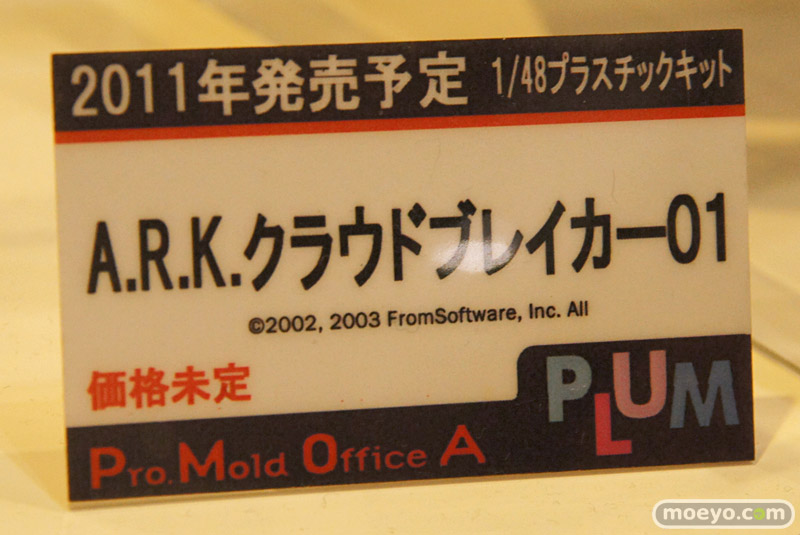 2011年発売予定 1/48プラスチックキット
A.R.K.クラウドブレイカー01
©2002, 2003 FromSoftware, Inc. All
価格未定
PLUM
Pro. Mold Office A
moeyo.com